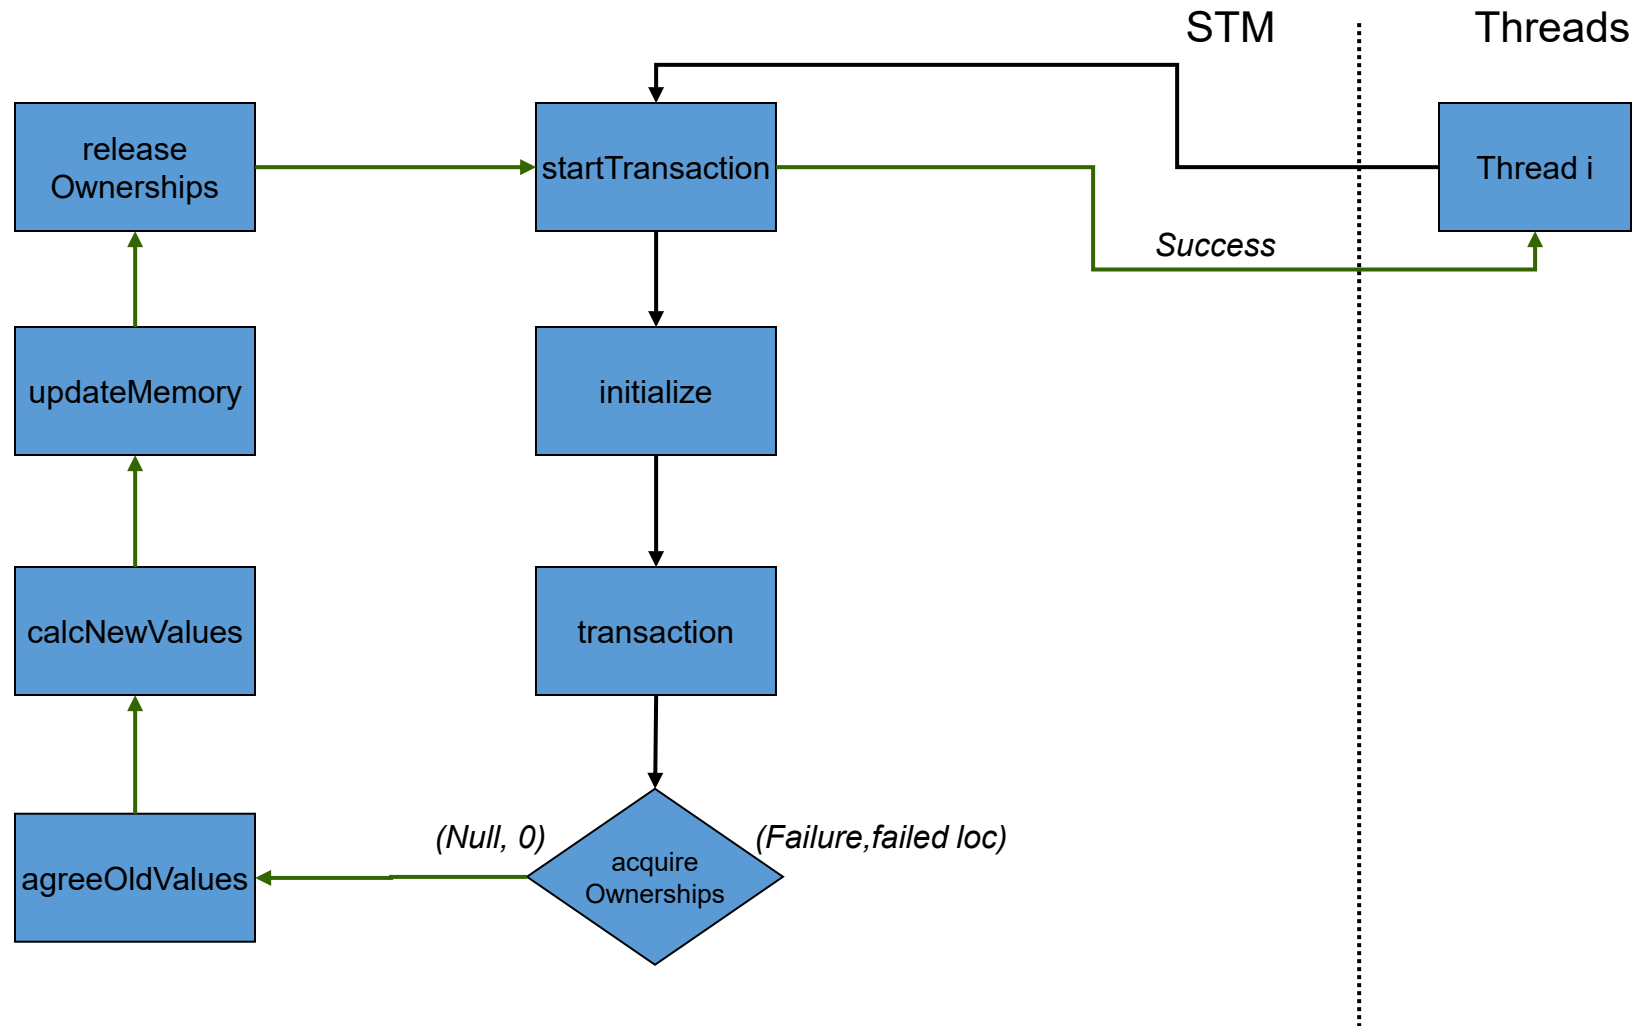 STM
Threads
release
Ownerships
startTransaction
Thread i
Success
updateMemory
initialize
calcNewValues
transaction
(Null, 0)
(Failure,failed loc)
agreeOldValues
acquire
Ownerships